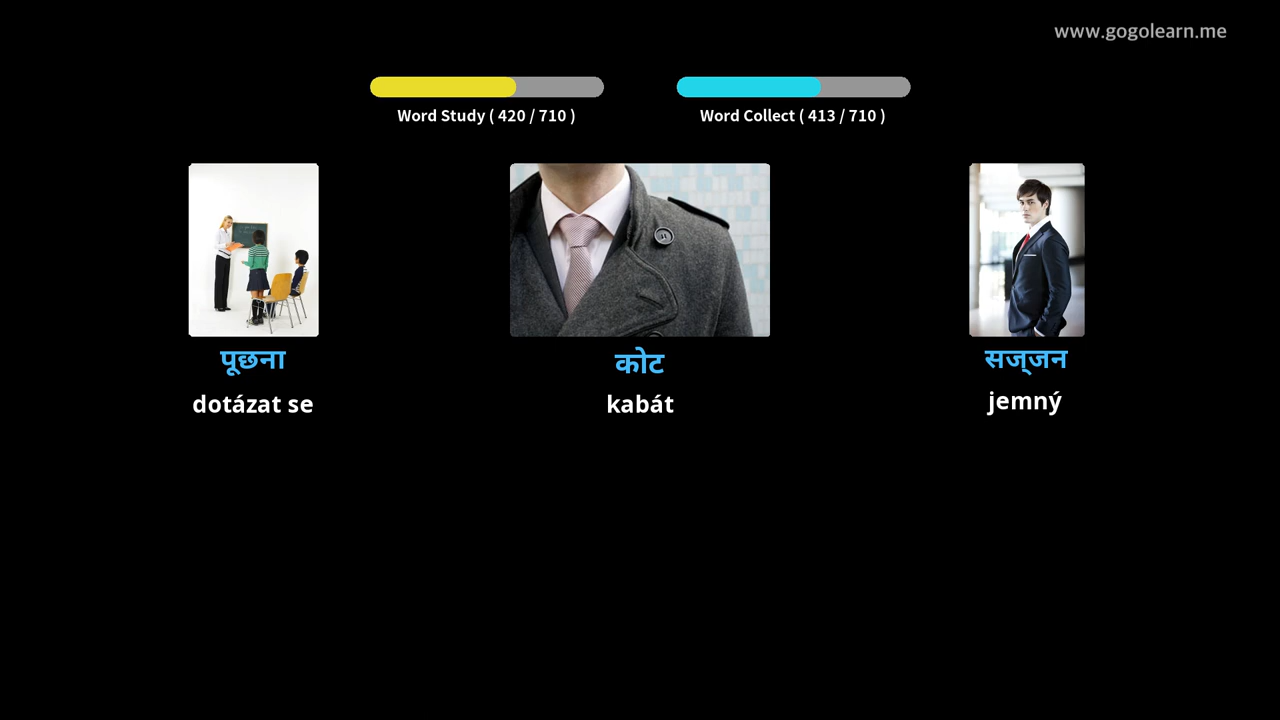 www.gogolearn.me
Word Study ( 420 / 710 )
Word Collect ( 413 / 710 )
पूछना
कोट
सज्‌जन
dotázat se
kabát
jemný